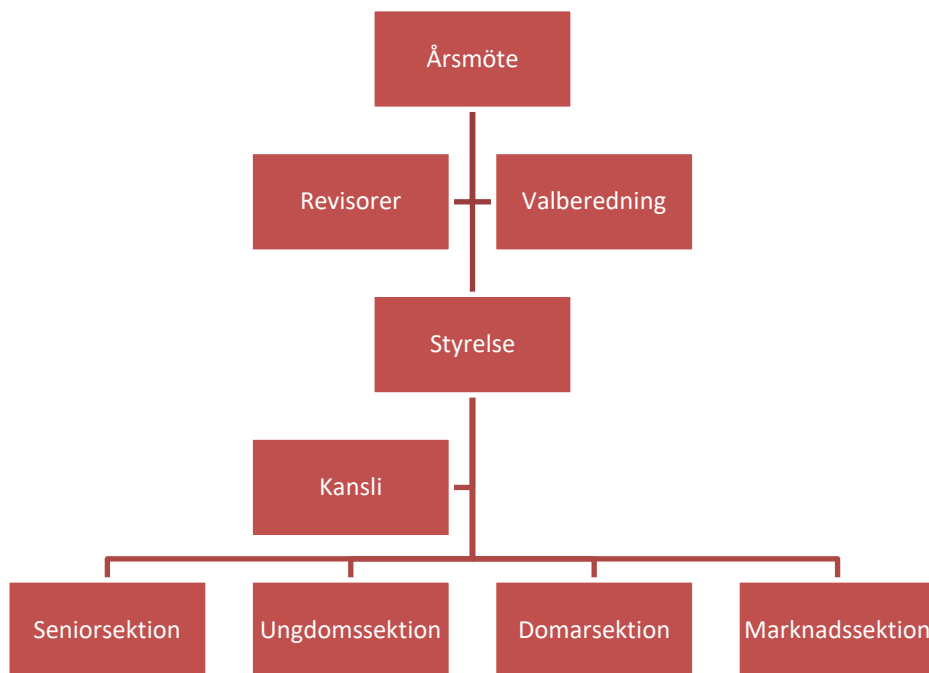 Årsmöte
Revisorer
Valberedning
Styrelse
Kansli
Seniorsektion
Ungdomssektion
Domarsektion
Marknadssektion